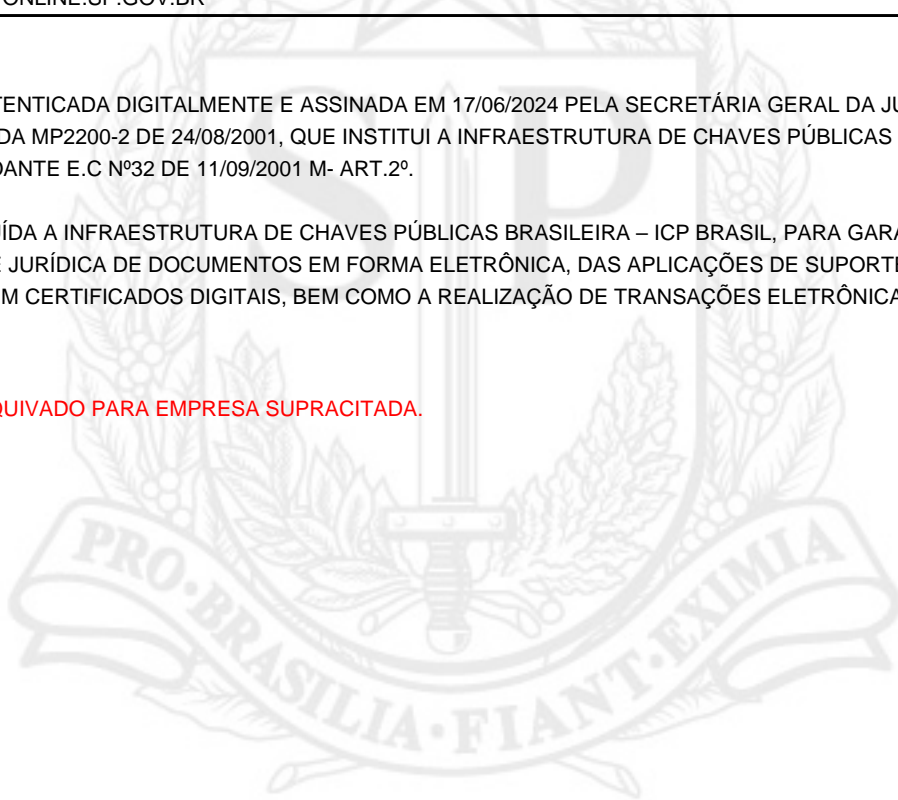 ONLINE.SP.GOV.BR
TENTICADA DIGITALMENTE E ASSINADA EM 17/06/2024 PELA SECRETÁRIA GERAL DA JU
DA MP2200-2 DE 24/08/2001, QUE INSTITUI A INFRAESTRUTURA DE CHAVES PÚBLICAS
DANTE E.C Nº32 DE 11/09/2001 M- ART.2º.
ÍDA A INFRAESTRUTURA DE CHAVES PÚBLICAS BRASILEIRA – ICP BRASIL, PARA GARA
E JURÍDICA DE DOCUMENTOS EM FORMA ELETRÔNICA, DAS APLICAÇÕES DE SUPORTE
M CERTIFICADOS DIGITAIS, BEM COMO A REALIZAÇÃO DE TRANSAÇÕES ELETRÔNICA
QUIVADO PARA EMPRESA SUPRACITADA.
SP
PRO·BRASILIA·FIANT·EXIMIA